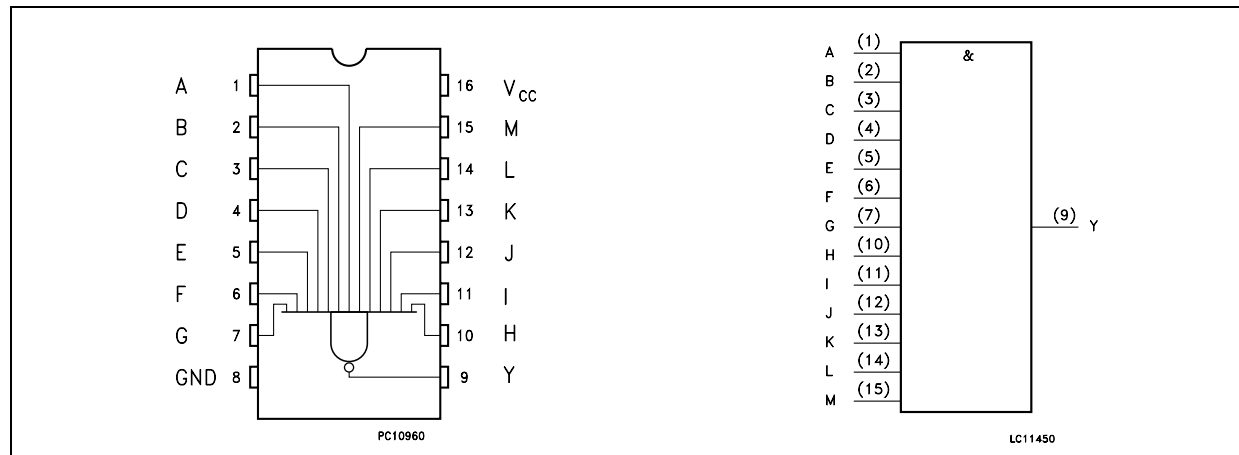 A 1 16 VCC
B 2 15 M
C 3 14 L
D 4 13 K
E 5 12 J
F 6 11 I
G 7 10 H
GND 8 9 Y
PC10960
&
A (1)
B (2)
C (3)
D (4)
E (5)
F (6)
G (7)
H (10)
I (11)
J (12)
K (13)
L (14)
M (15)
(9) Y
LC11450